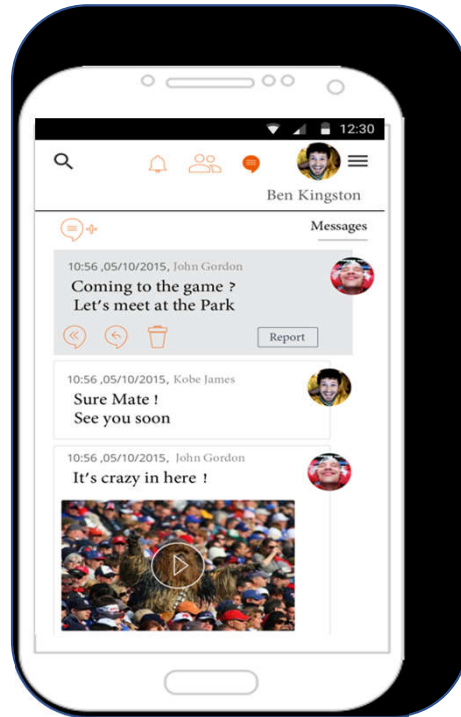 12:30
Ben Kingston
Messages
10:56 ,05/10/2015, John Gordon
Coming to the game ?
Let's meet at the Park
Report
10:56 ,05/10/2015, Kobe James
Sure Mate !
See you soon
10:56 ,05/10/2015, John Gordon
It's crazy in here !